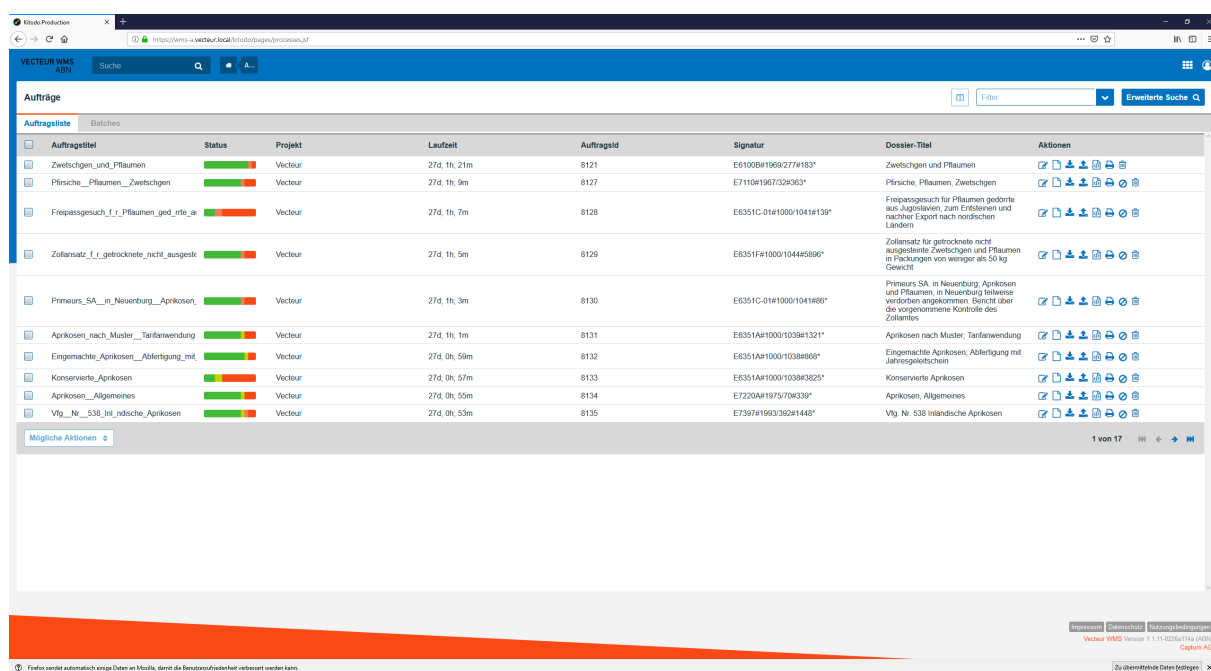 Kitodo.Production
https://wms-a.vecteur.local/kitodo/pages/processes.jsf
VECTEUR WMS
ABN
Suche
A...
Aufträge
Filter
Erweiterte Suche
Auftragsliste Batches
Auftragstitel Status Projekt Laufzeit AuftragsId Signatur Dossier-Titel Aktionen
Zwetschgen_und_Pflaumen Vecteur 27d; 1h; 21m 8121 E6100B#1969/277#183* Zwetschgen und Pflaumen
Pfirsiche__Pflaumen__Zwetschgen Vecteur 27d; 1h; 9m 8127 E7110#1967/32#363* Pfirsiche, Pflaumen, Zwetschgen
Freipassgesuch_f_r_Pflaumen_ged_rrte_a Vecteur 27d; 1h; 7m 8128 E6351C-01#1000/1041#139* Freipassgesuch für Pflaumen gedörrte
aus Jugoslavien, zum Entsteinen und
nachher Export nach nordischen
Ländern
Zollansatz_f_r_getrocknete_nicht_ausgest Vecteur 27d; 1h; 5m 8129 E6351F#1000/1044#5896* Zollansatz für getrocknete nicht
ausgesteinte Zwetschgen und Pflaumen
in Packungen von weniger als 50 kg
Gewicht
Primeurs_SA__in_Neuenburg__Aprikosen_ Vecteur 27d; 1h; 3m 8130 E6351C-01#1000/1041#86* Primeurs SA. in Neuenburg; Aprikosen
und Pflaumen, in Neuenburg teilweise
verdorben angekommen. Bericht über
die vorgenommene Kontrolle des
Zollamtes
Aprikosen_nach_Muster__Tarifanwendung Vecteur 27d; 1h; 1m 8131 E6351A#1000/1039#1321* Aprikosen nach Muster; Tarifanwendung
Eingemachte_Aprikosen__Abfertigung_mit_ Vecteur 27d; 0h; 59m 8132 E6351A#1000/1038#868* Eingemachte Aprikosen; Abfertigung mit
Jahresgeleitschein
Konservierte_Aprikosen Vecteur 27d; 0h; 57m 8133 E6351A#1000/1038#3825* Konservierte Aprikosen
Aprikosen__Allgemeines Vecteur 27d; 0h; 55m 8134 E7220A#1975/70#339* Aprikosen, Allgemeines
Vfg__Nr__538_Inl_ndische_Aprikosen Vecteur 27d; 0h; 53m 8135 E7397#1993/392#1448* Vfg. Nr. 538 Inländische Aprikosen
Mögliche Aktionen 1 von 17
Impressum Datenschutz Nutzungsbedingungen
Vecteur WMS Version 1.1.11-8226a114a (ABN
Captum AG
Firefox sendet automatisch einige Daten an Mozilla, damit die Benutzerzufriedenheit verbessert werden kann. Zu übermittelnde Daten festlegen